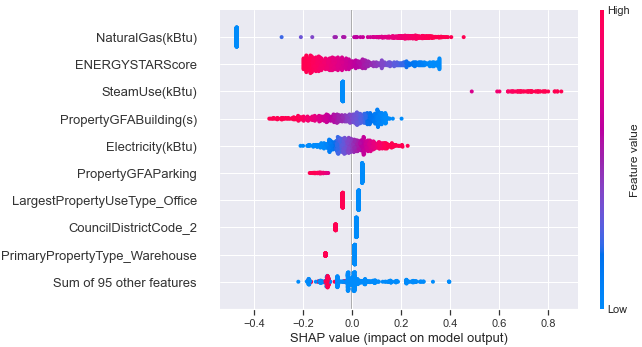 High
NaturalGas(kBtu)
ENERGYSTARScore
SteamUse(kBtu)
PropertyGFABuilding(s)
Electricity(kBtu)
PropertyGFAParking
LargestPropertyUseType_Office
CouncilDistrictCode_2
PrimaryPropertyType_Warehouse
Sum of 95 other features
Feature value
Low
−0.4 −0.2 0.0 0.2 0.4 0.6 0.8
SHAP value (impact on model output)